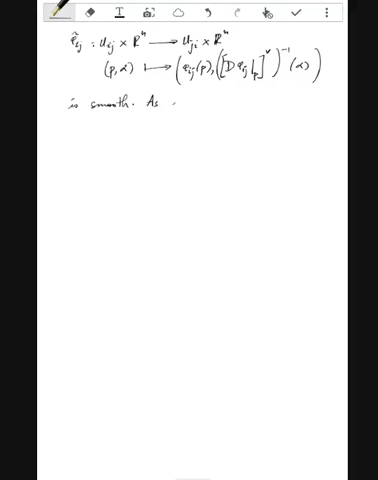 φ̃ij : Uij × ℝⁿ ⟶ Uji × ℝⁿ
(p, α) ⟼ (φij(p), ([Dφij|p]ᵛ)⁻¹(α))
is smooth. As